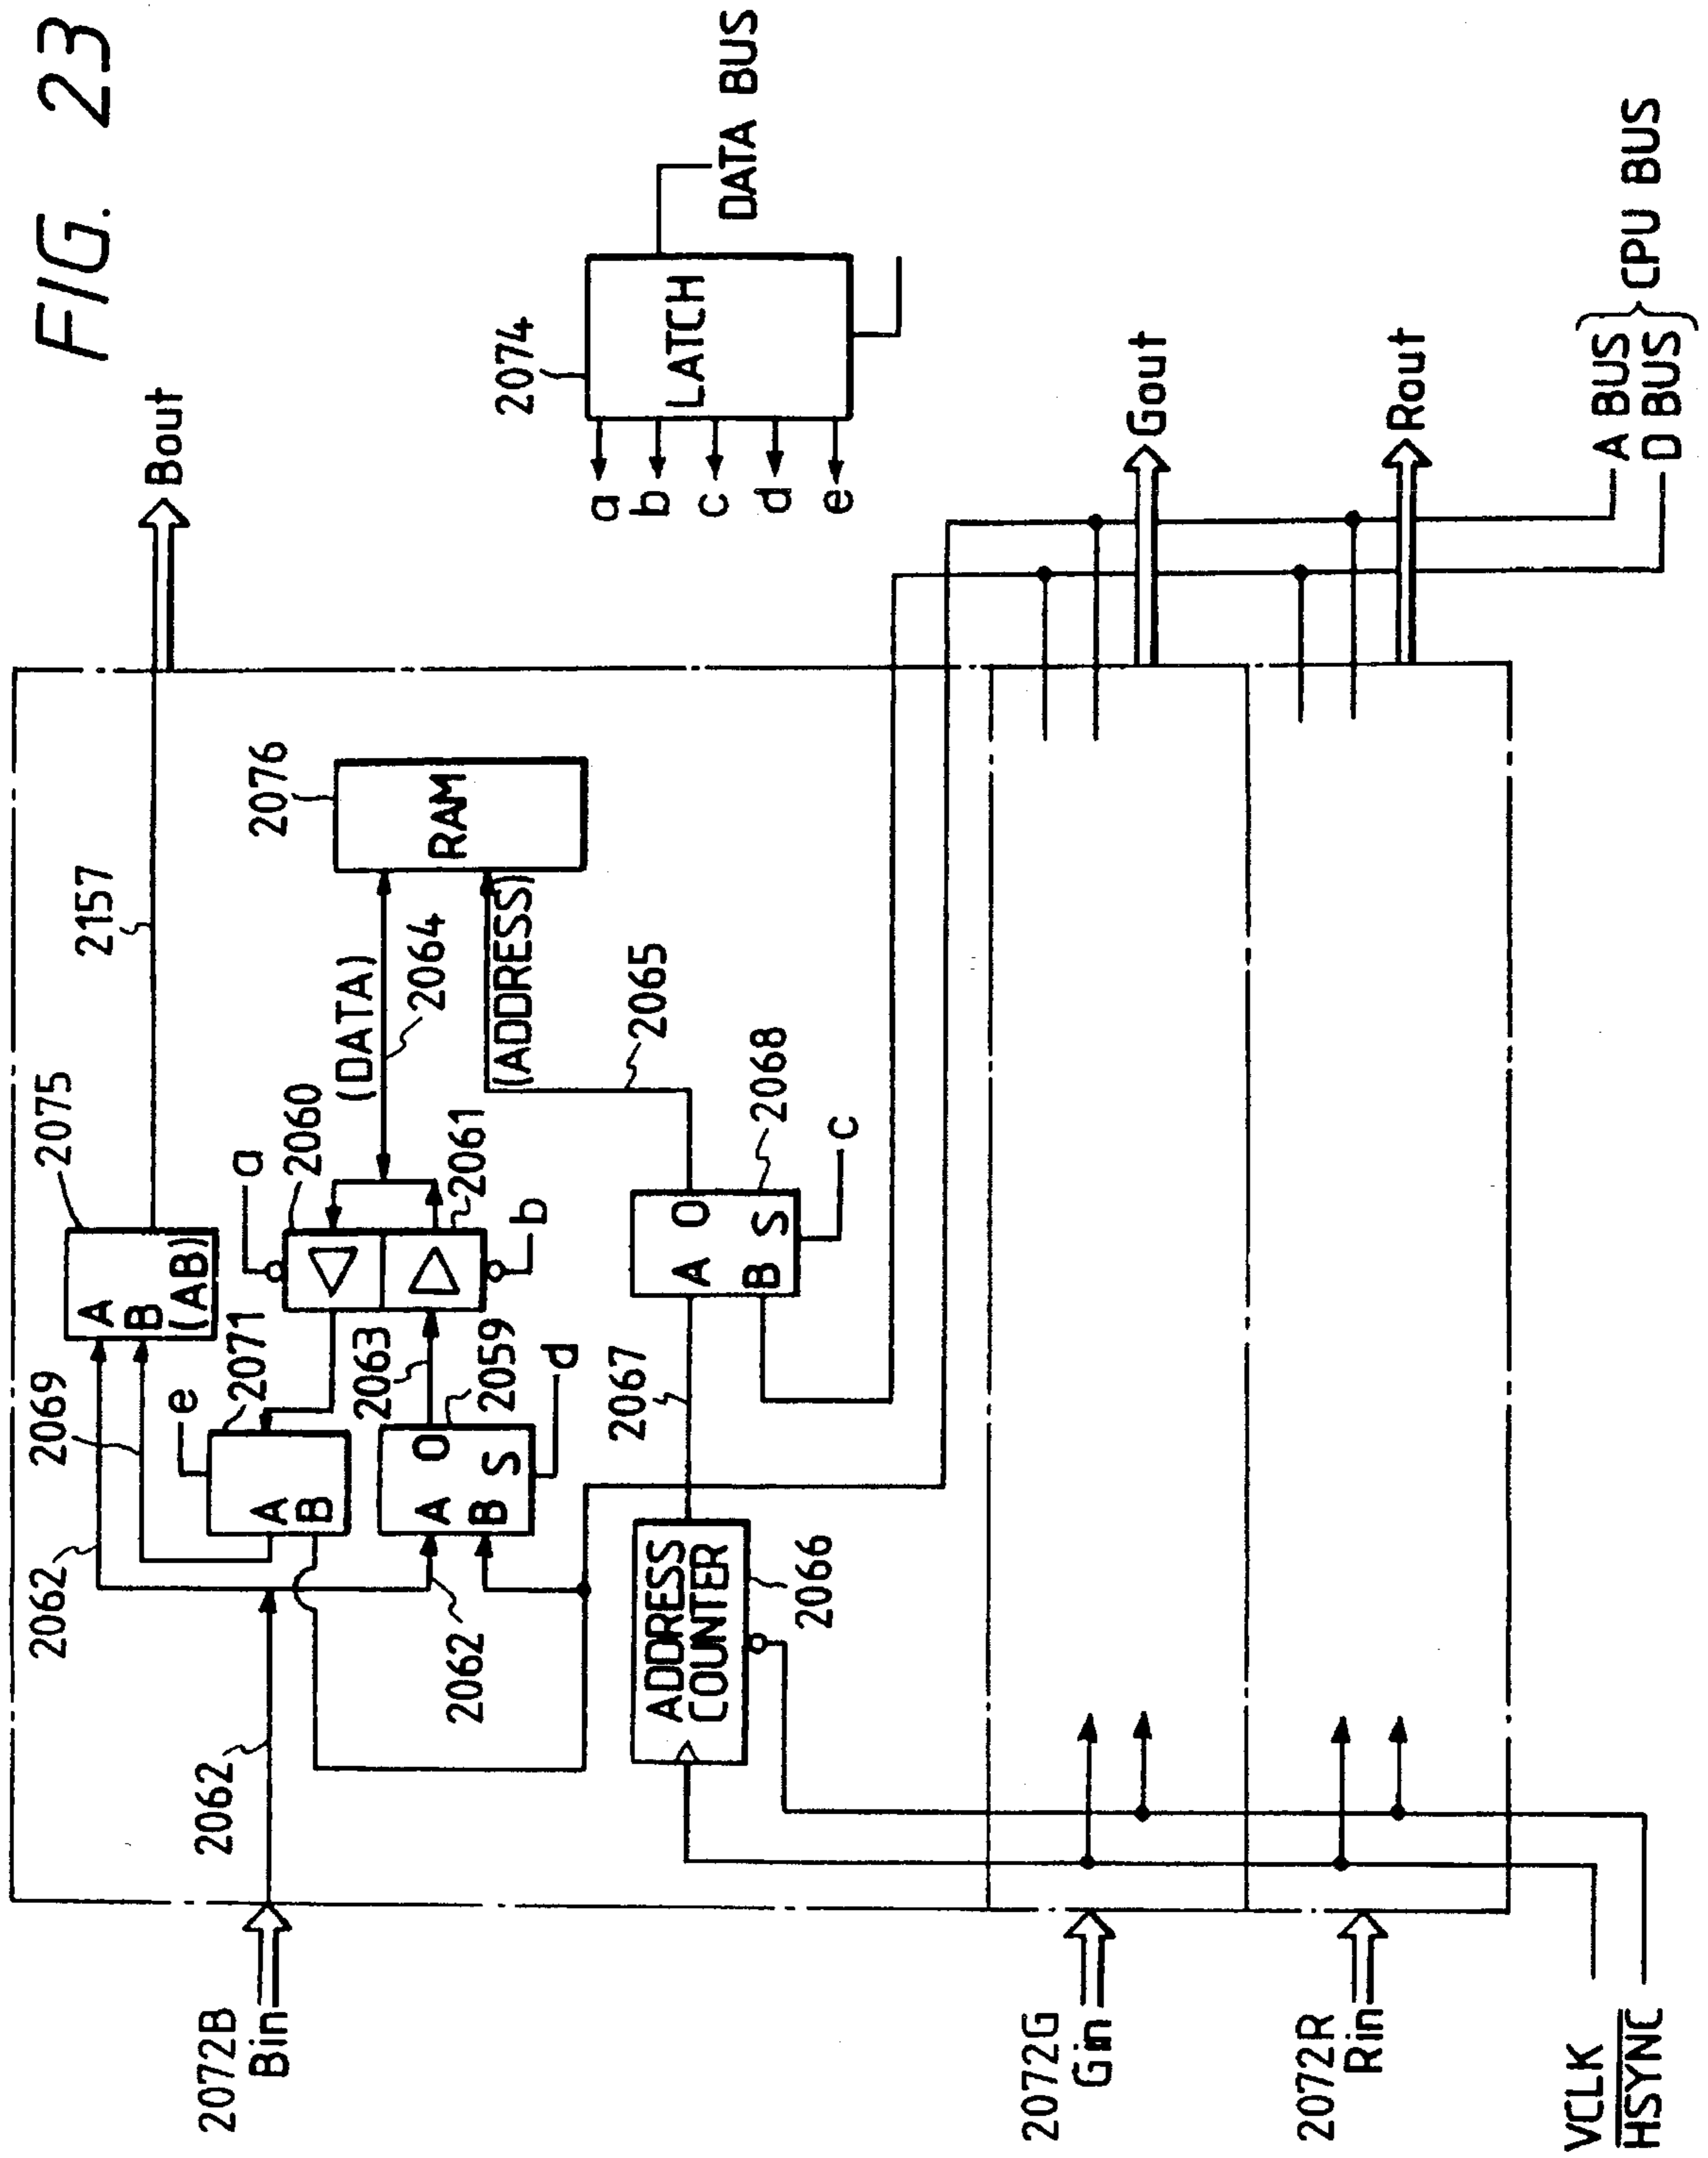 FIG. 23
2075
2157
Bout
2062
2069
A
B
(AB)
e
2071
A
B
a
2060
(DATA)
2064
2076
RAM
(ADDRESS)
2065
2061
b
2063
2059
d
A
O
B
S
2062
2062
2072B
Bin
2074
LATCH
DATA BUS
a
b
c
d
e
ADDRESS
COUNTER
2066
2067
A
O
B
S
2068
c
2072G
Gin
Gout
2072R
Rin
Rout
VCLK
HSYNC
A BUS
D BUS
CPU BUS